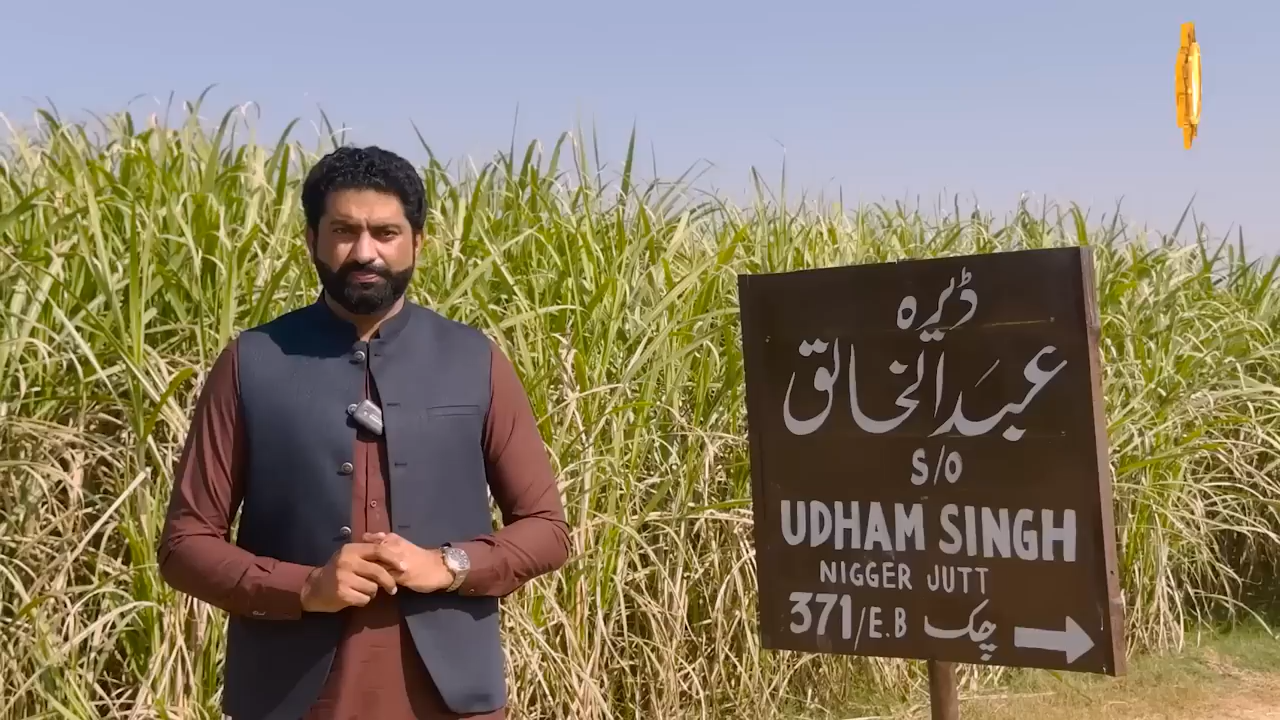 ڈیرہ
عبدالخالق
S/O
UDHAM SINGH
NIGGER JUTT
371/E.B چک